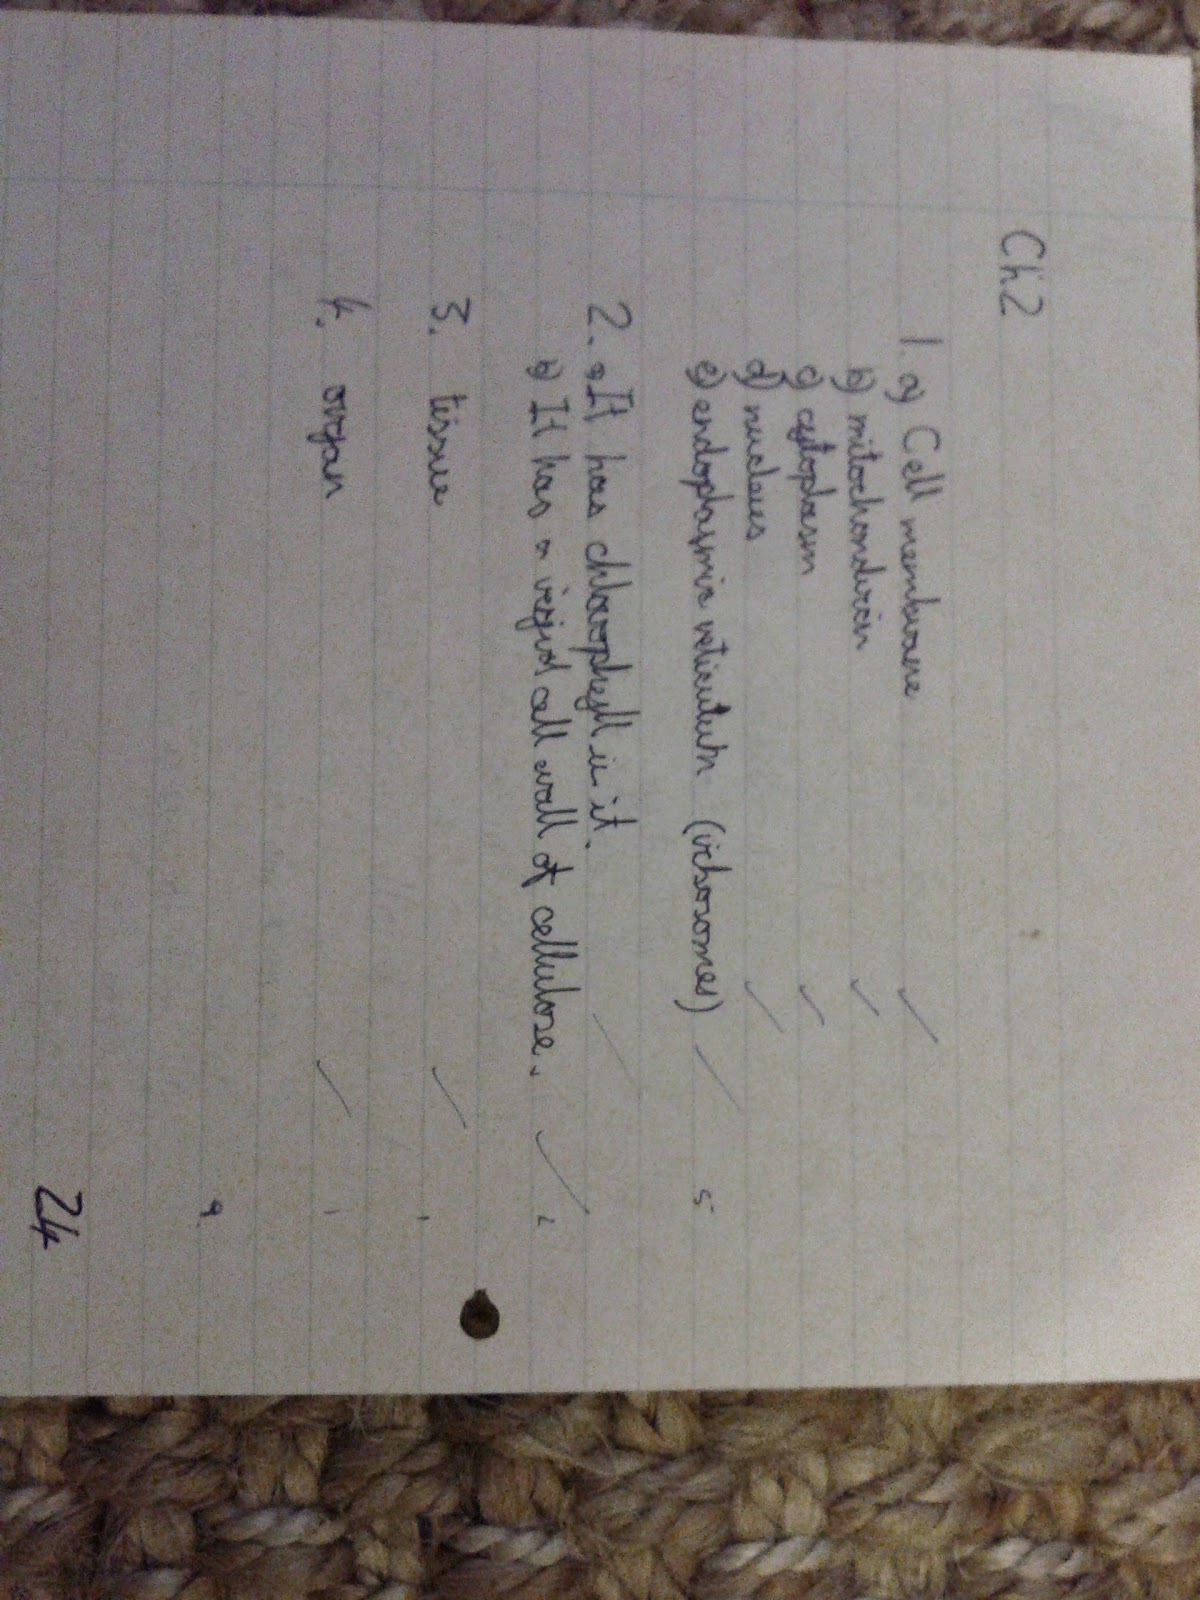 Ch.2
1. a) Cell membrane
b) mitochondrion
c) cytoplasm
d) nucleus
e) endoplasmic reticulum (ribosomes) 5
2. a) It has chlorophyll in it.
b) It has a rigid cell wall of cellulose. 2
3. tissue 1
4. organ 1
9
24